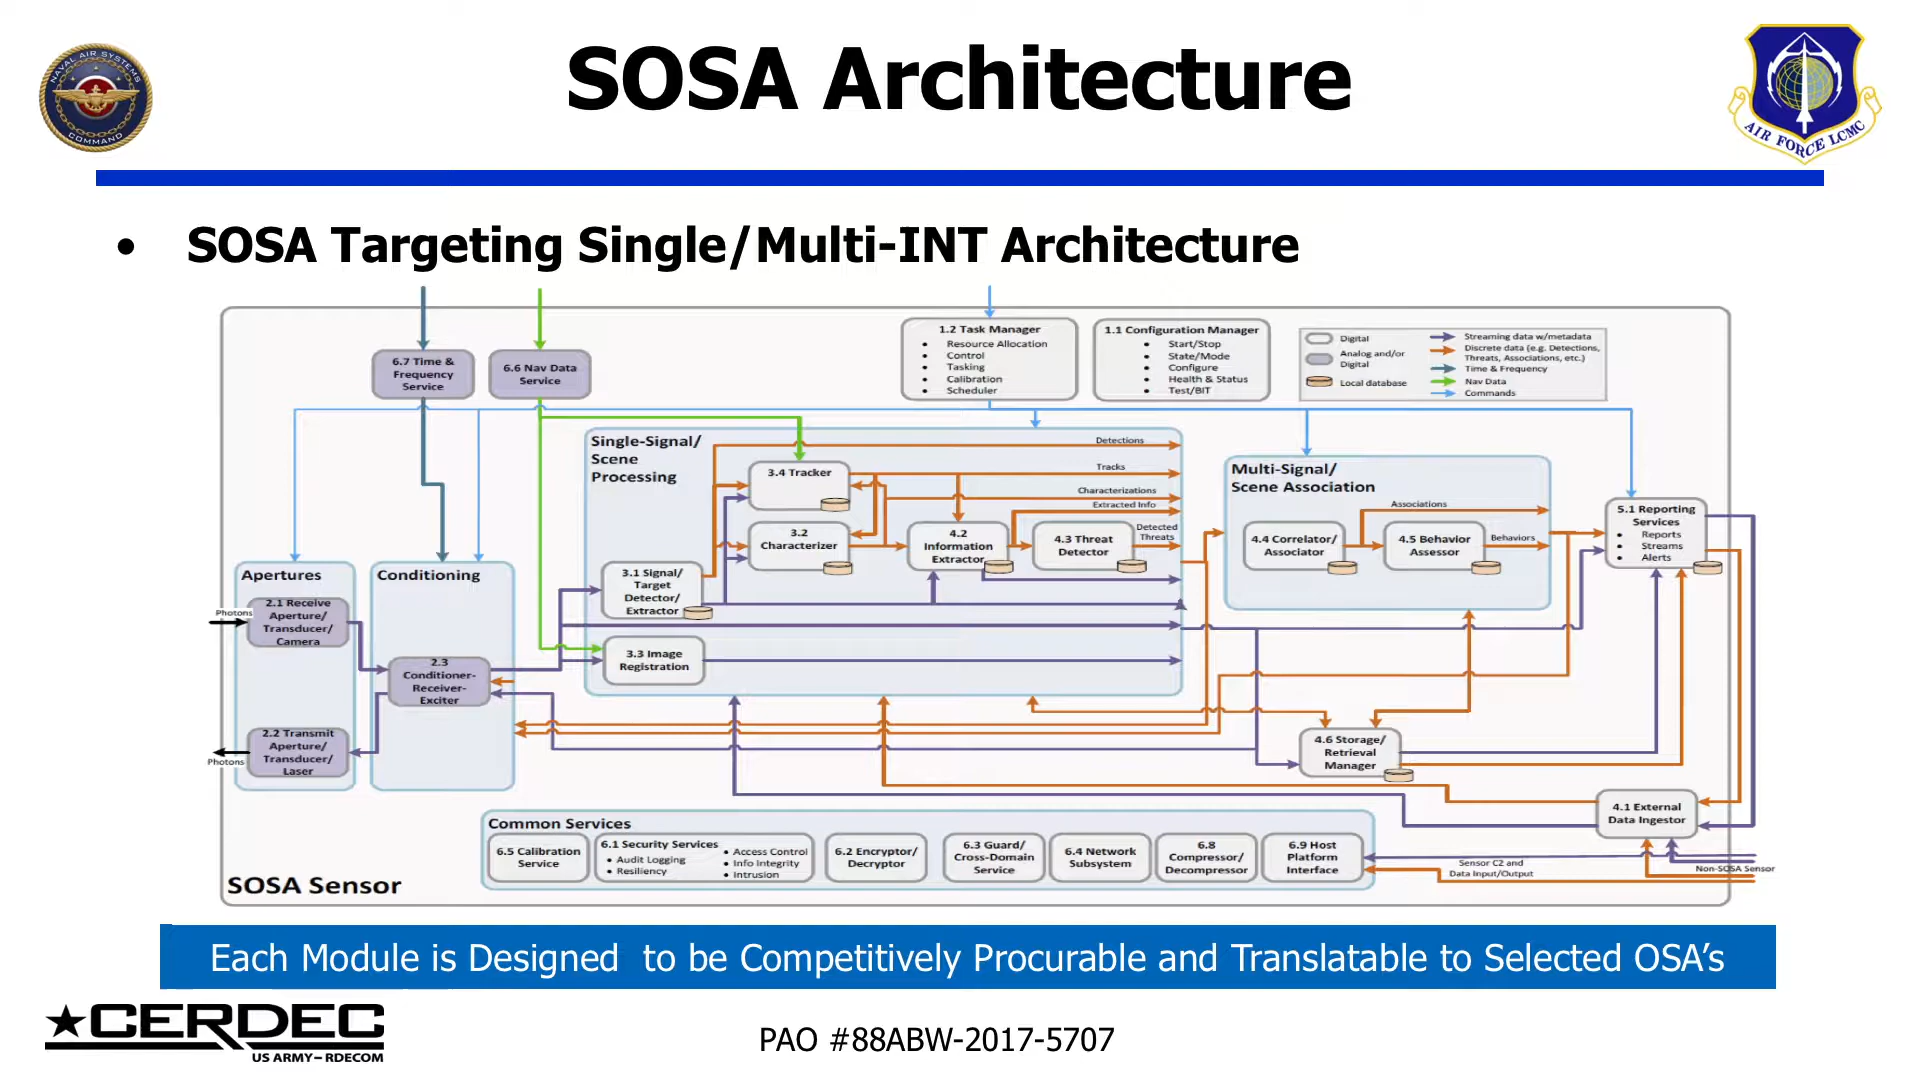 SOSA Architecture
NAVAL AIR SYSTEMS
COMMAND
AIR FORCE LCMC
• SOSA Targeting Single/Multi-INT Architecture
6.7 Time &
Frequency
Service
6.6 Nav Data
Service
1.2 Task Manager
• Resource Allocation
• Control
• Tasking
• Calibration
• Scheduler
1.1 Configuration Manager
• Start/Stop
• State/Mode
• Configure
• Health & Status
• Test/BIT
Digital
Analog and/or
Digital
Local database
Streaming data w/metadata
Discrete data (e.g. Detections,
Threats, Associations, etc.)
Time & Frequency
Nav Data
Commands
Single-Signal/
Scene
Processing
Detections
Tracks
Characterizations
Extracted Info
Detected
Threats
3.4 Tracker
3.2
Characterizer
4.2
Information
Extractor
4.3 Threat
Detector
3.1 Signal/
Target
Detector/
Extractor
3.3 Image
Registration
Multi-Signal/
Scene Association
Associations
4.4 Correlator/
Associator
4.5 Behavior
Assessor
Behaviors
5.1 Reporting
Services
• Reports
• Streams
• Alerts
Apertures
Photons
2.1 Receive
Aperture/
Transducer/
Camera
2.2 Transmit
Aperture/
Transducer/
Laser
Photons
Conditioning
2.3
Conditioner-
Receiver-
Exciter
4.6 Storage/
Retrieval
Manager
4.1 External
Data Ingestor
Common Services
6.5 Calibration
Service
6.1 Security Services
• Audit Logging
• Resiliency
• Access Control
• Info Integrity
• Intrusion
6.2 Encryptor/
Decryptor
6.3 Guard/
Cross-Domain
Service
6.4 Network
Subsystem
6.8
Compressor/
Decompressor
6.9 Host
Platform
Interface
Sensor C2 and
Data Input/Output
Non-SOSA Sensor
SOSA Sensor
Each Module is Designed  to be Competitively Procurable and Translatable to Selected OSA’s
CERDEC
US ARMY – RDECOM
PAO #88ABW-2017-5707